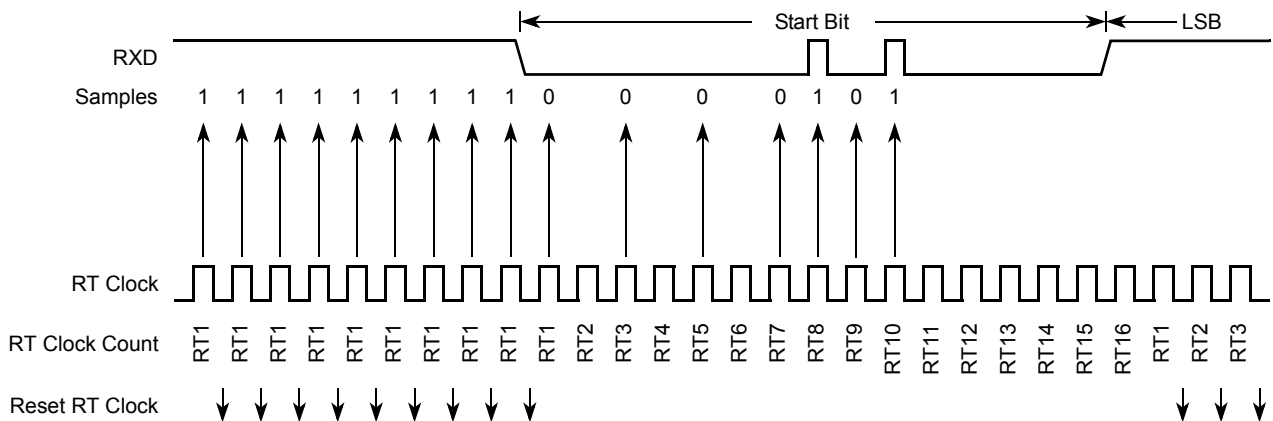 Start Bit LSB
RXD
Samples 1 1 1 1 1 1 1 1 1 0 0 0 0 1 0 1
RT Clock
RT Clock Count RT1 RT1 RT1 RT1 RT1 RT1 RT1 RT1 RT1 RT1 RT2 RT3 RT4 RT5 RT6 RT7 RT8 RT9 RT10 RT11 RT12 RT13 RT14 RT15 RT16 RT1 RT2 RT3
Reset RT Clock